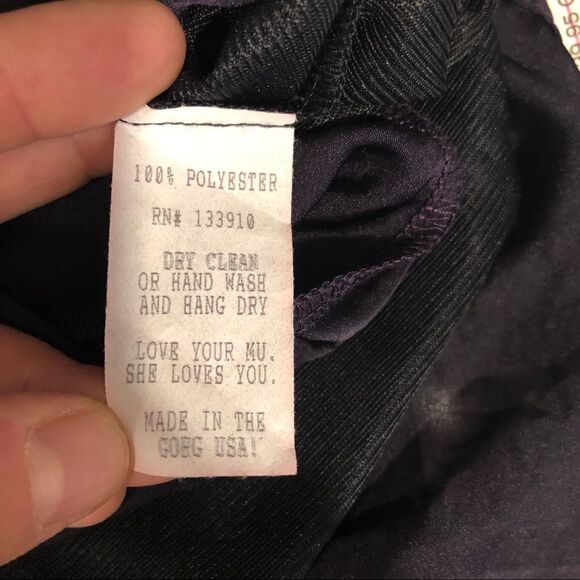 100% POLYESTER
RN# 133910
DRY CLEAN
OR HAND WASH
AND HANG DRY
LOVE YOUR MU.
SHE LOVES YOU.
MADE IN THE
GORG USA!